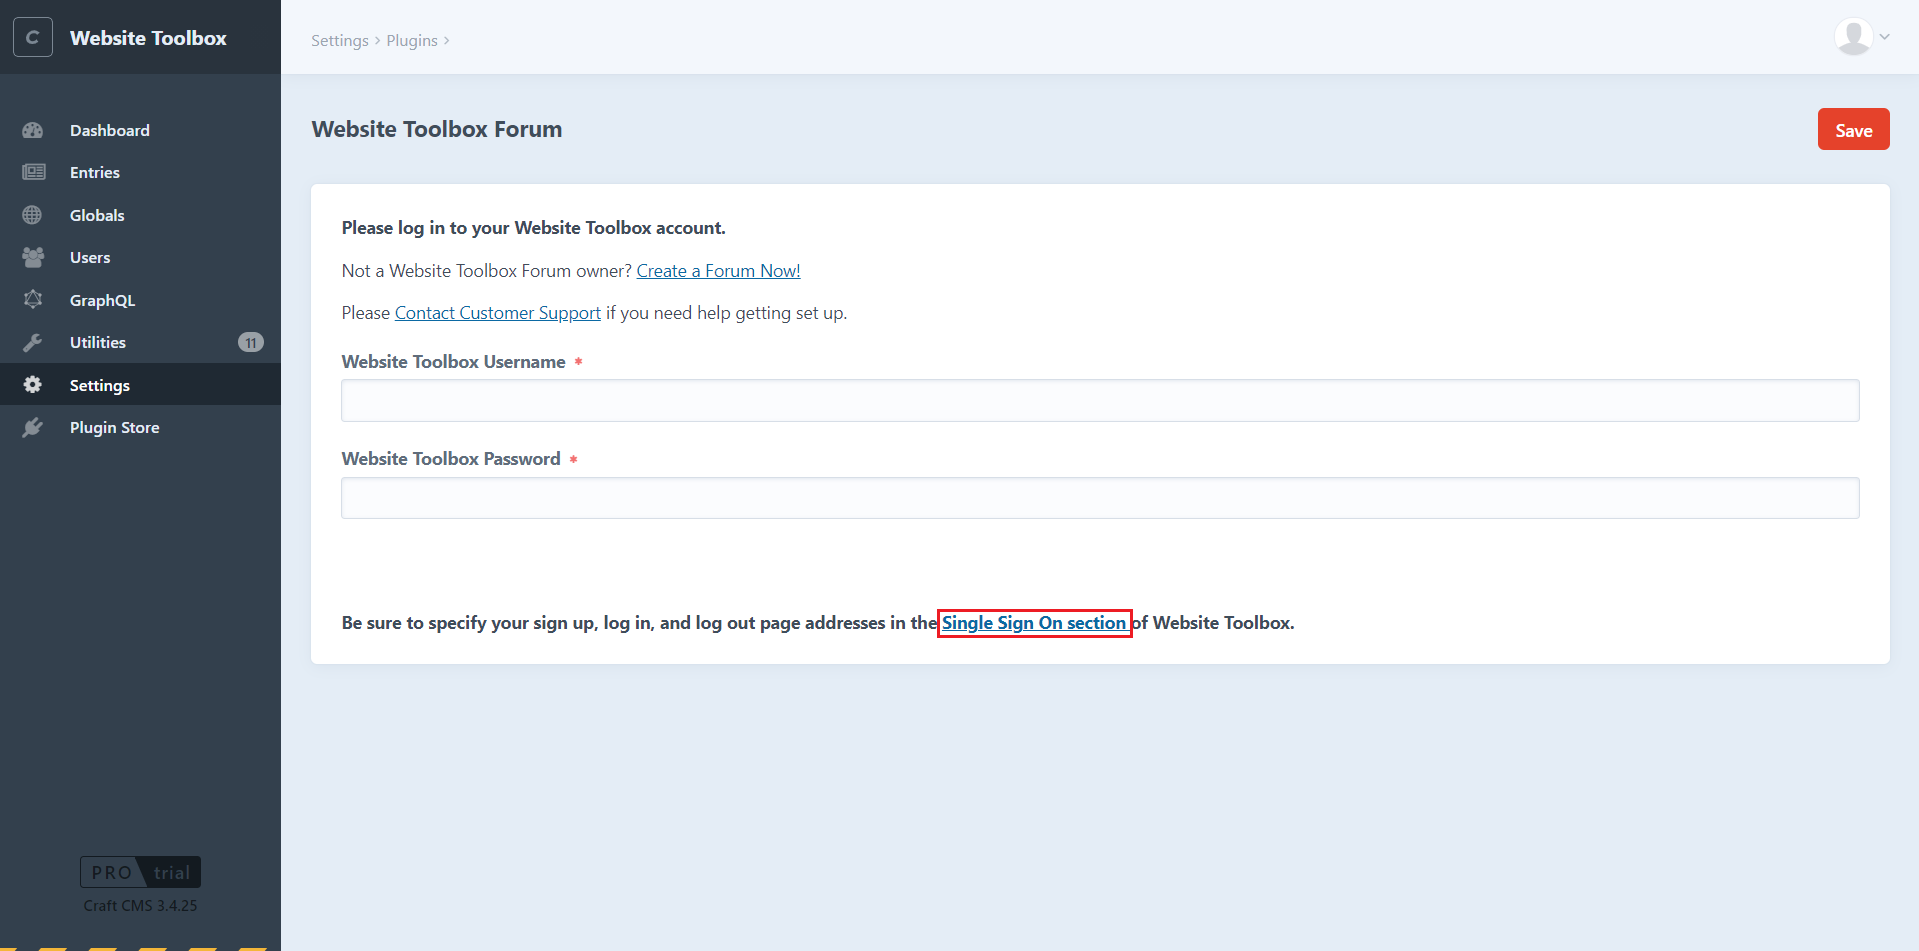 C Website Toolbox
Settings > Plugins >
Dashboard
Entries
Globals
Users
GraphQL
Utilities 11
Settings
Plugin Store
Website Toolbox Forum
Save
Please log in to your Website Toolbox account.
Not a Website Toolbox Forum owner? Create a Forum Now!
Please Contact Customer Support if you need help getting set up.
Website Toolbox Username *
Website Toolbox Password *
Be sure to specify your sign up, log in, and log out page addresses in the Single Sign On section of Website Toolbox.
PRO trial
Craft CMS 3.4.25